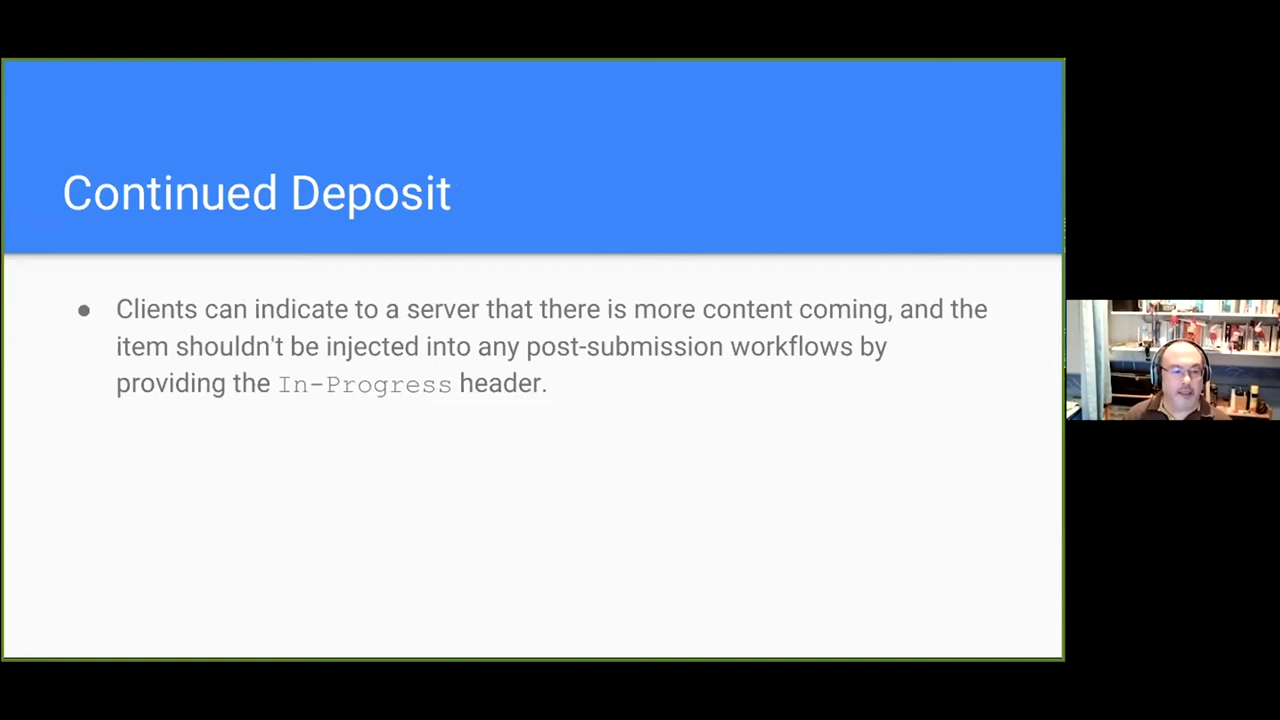 Continued Deposit
● Clients can indicate to a server that there is more content coming, and the
item shouldn't be injected into any post-submission workflows by
providing the In-Progress header.